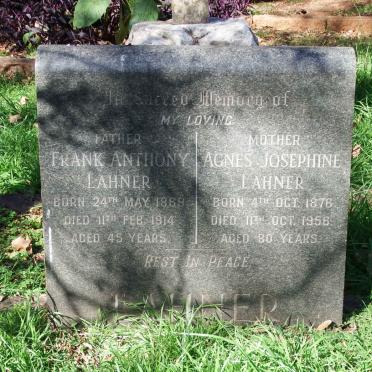 In Sacred Memory of
MY LOVING
FATHER
FRANK ANTHONY
LAHNER
BORN 24TH MAY 1869
DIED 11TH FEB. 1914
AGED 45 YEARS.
MOTHER
AGNES JOSEPHINE
LAHNER
BORN 4TH OCT. 1876
DIED 11TH OCT. 1956
AGED 80 YEARS.
REST IN PEACE.
LAHNER